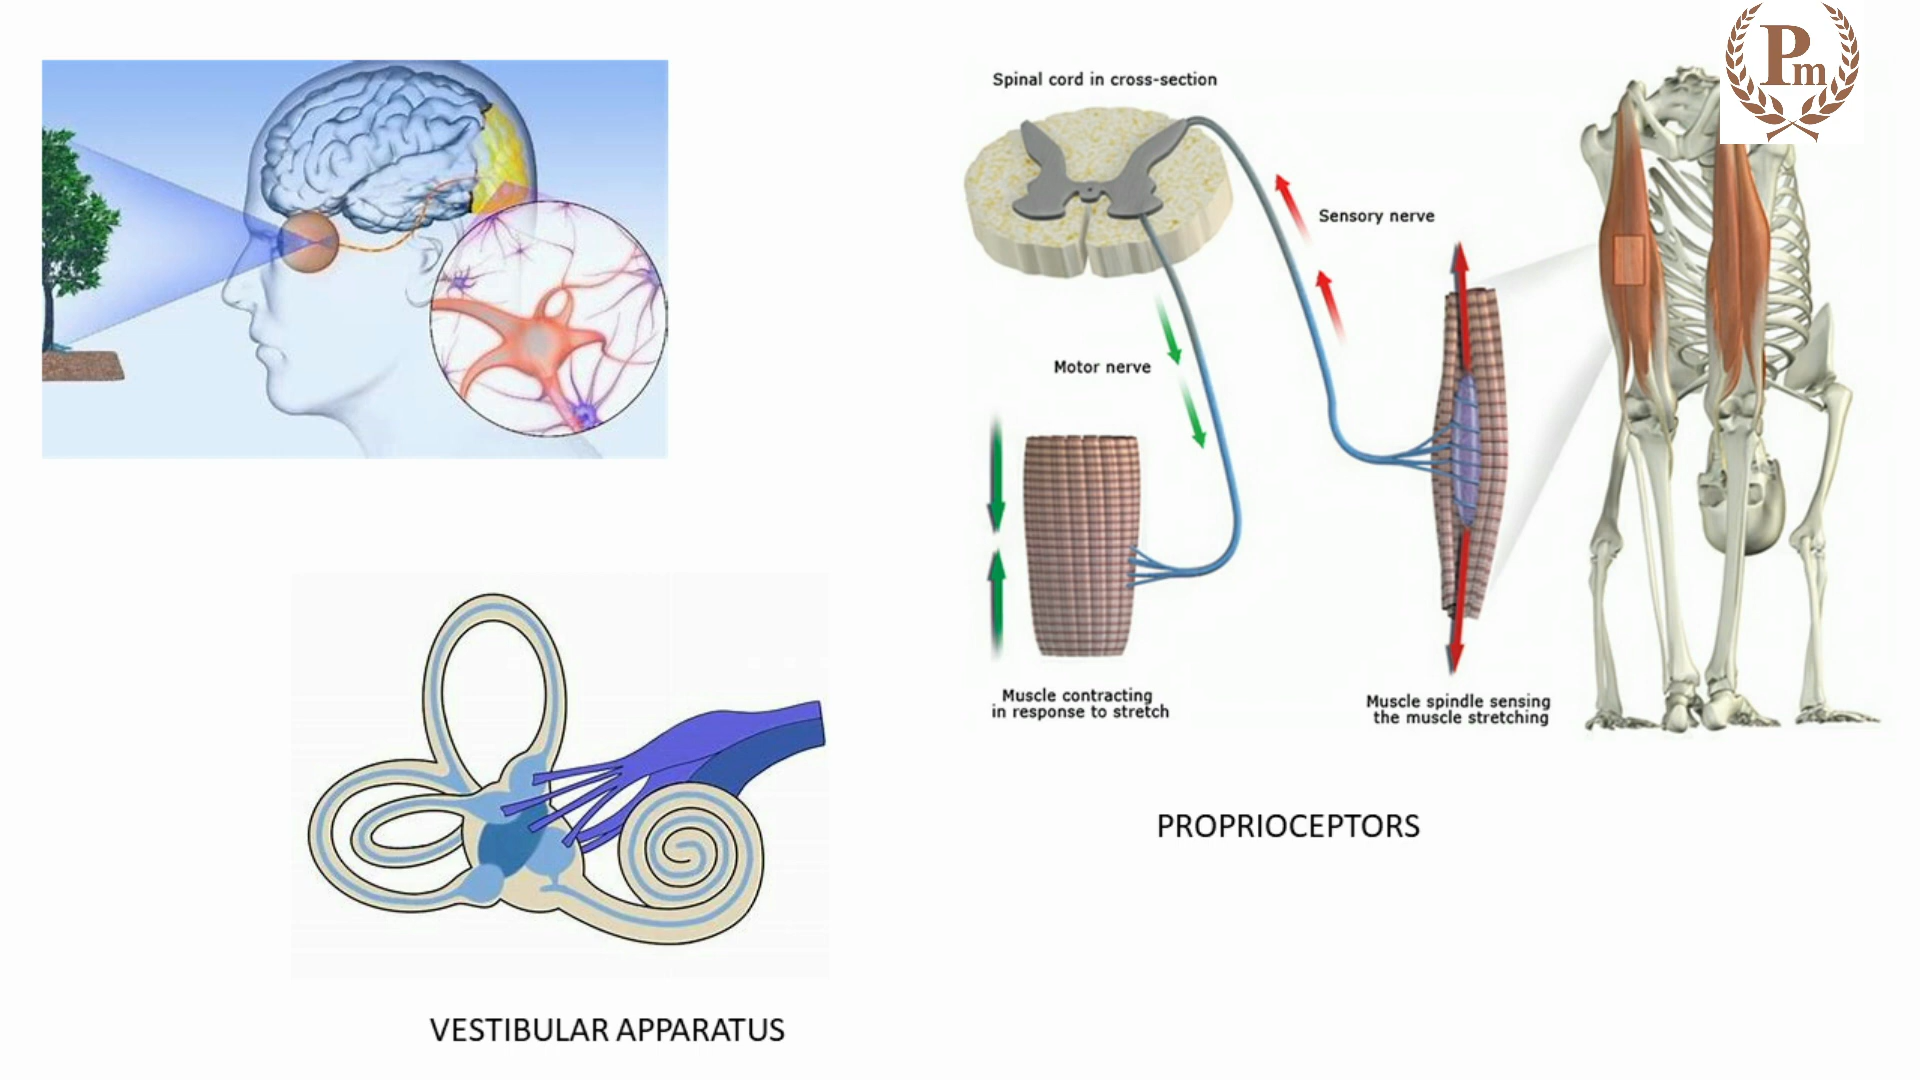 Pm
Spinal cord in cross-section
Sensory nerve
Motor nerve
Muscle contracting
in response to stretch
Muscle spindle sensing
the muscle stretching
PROPRIOCEPTORS
VESTIBULAR APPARATUS